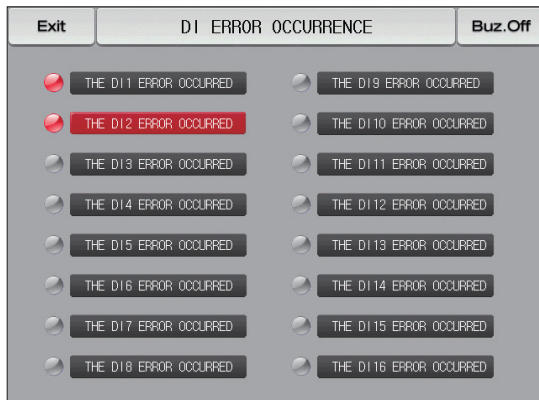 Exit
DI ERROR OCCURRENCE
Buz.Off
THE DI1 ERROR OCCURRED
THE DI2 ERROR OCCURRED
THE DI3 ERROR OCCURRED
THE DI4 ERROR OCCURRED
THE DI5 ERROR OCCURRED
THE DI6 ERROR OCCURRED
THE DI7 ERROR OCCURRED
THE DI8 ERROR OCCURRED
THE DI9 ERROR OCCURRED
THE DI10 ERROR OCCURRED
THE DI11 ERROR OCCURRED
THE DI12 ERROR OCCURRED
THE DI13 ERROR OCCURRED
THE DI14 ERROR OCCURRED
THE DI15 ERROR OCCURRED
THE DI16 ERROR OCCURRED